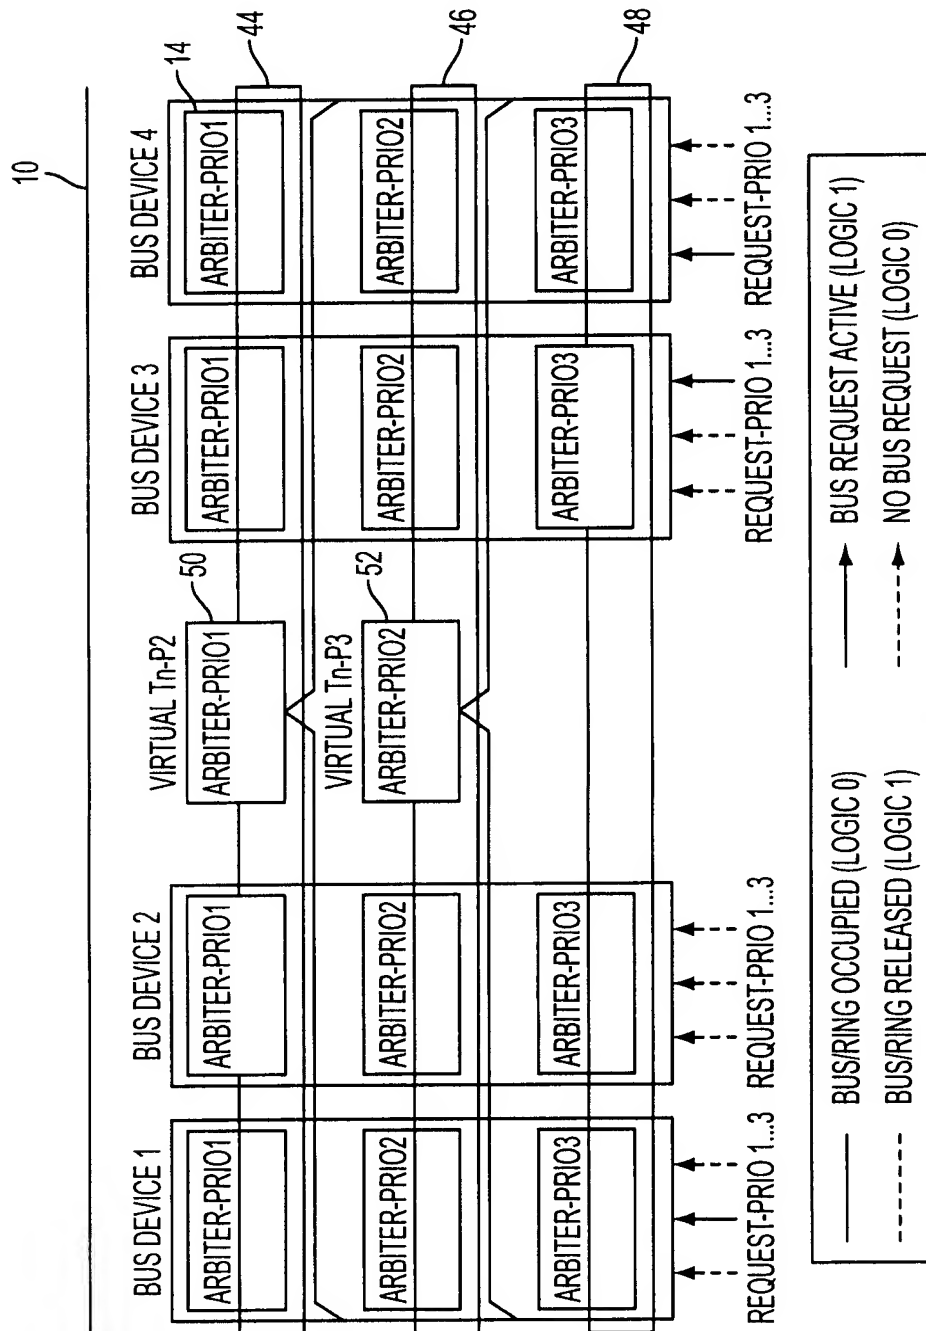 10
BUS DEVICE 1
BUS DEVICE 2
VIRTUAL Tn-P2
BUS DEVICE 3
BUS DEVICE 4
14
44
50
ARBITER-PRIO1
ARBITER-PRIO1
ARBITER-PRIO1
ARBITER-PRIO1
ARBITER-PRIO1
VIRTUAL Tn-P3
52
46
ARBITER-PRIO2
ARBITER-PRIO2
ARBITER-PRIO2
ARBITER-PRIO2
ARBITER-PRIO2
48
ARBITER-PRIO3
ARBITER-PRIO3
ARBITER-PRIO3
ARBITER-PRIO3
REQUEST-PRIO 1...3
REQUEST-PRIO 1...3
REQUEST-PRIO 1...3
REQUEST-PRIO 1...3
BUS/RING OCCUPIED (LOGIC 0)
BUS REQUEST ACTIVE (LOGIC 1)
BUS/RING RELEASED (LOGIC 1)
NO BUS REQUEST (LOGIC 0)